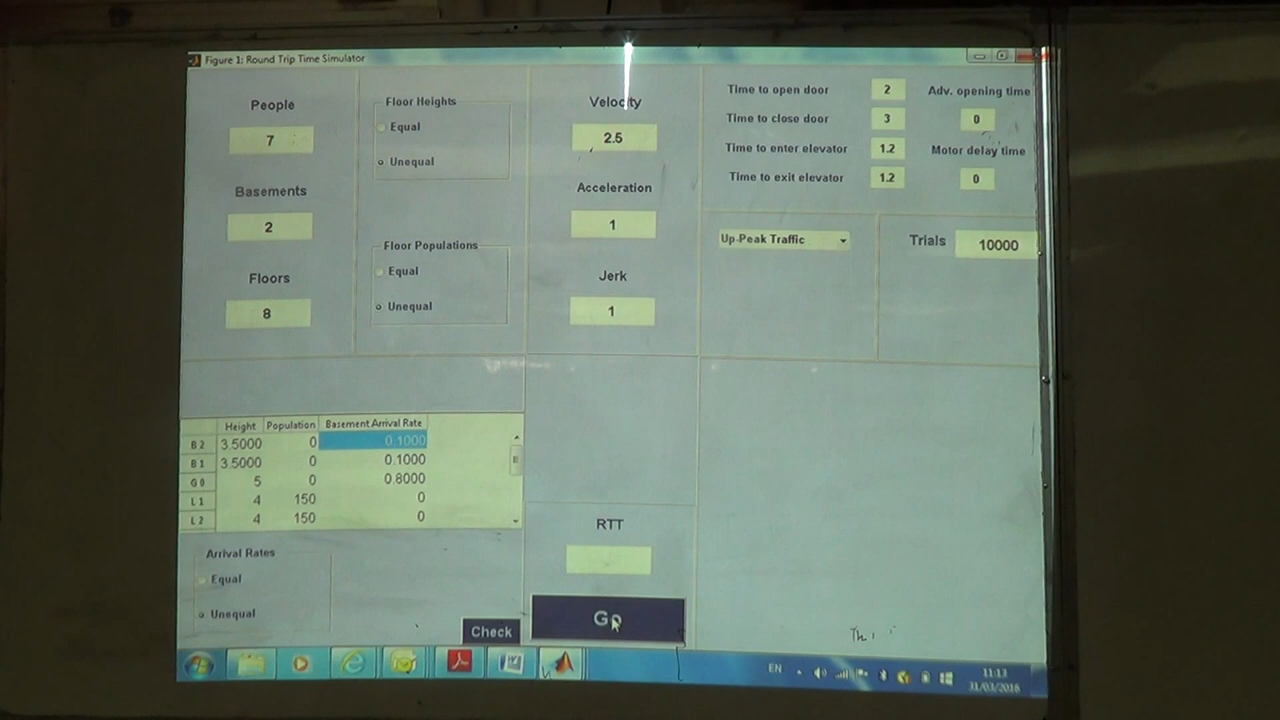 Figure 1: Round Trip Time Simulator
People
7
Basements
2
Floors
8
Floor Heights
Equal
Unequal
Floor Populations
Equal
Unequal
Velocity
2.5
Acceleration
1
Jerk
1
Time to open door 2
Time to close door 3
Time to enter elevator 1.2
Time to exit elevator 1.2
Adv. opening time
0
Motor delay time
0
Up-Peak Traffic
Trials 10000
Height Population Basement Arrival Rate
B 2 3.5000 0 0.1000
B 1 3.5000 0 0.1000
G 0 5 0 0.8000
L 1 4 150 0
L 2 4 150 0
Arrival Rates
Equal
Unequal
Check
RTT
Go
EN
11:13
31/03/2016